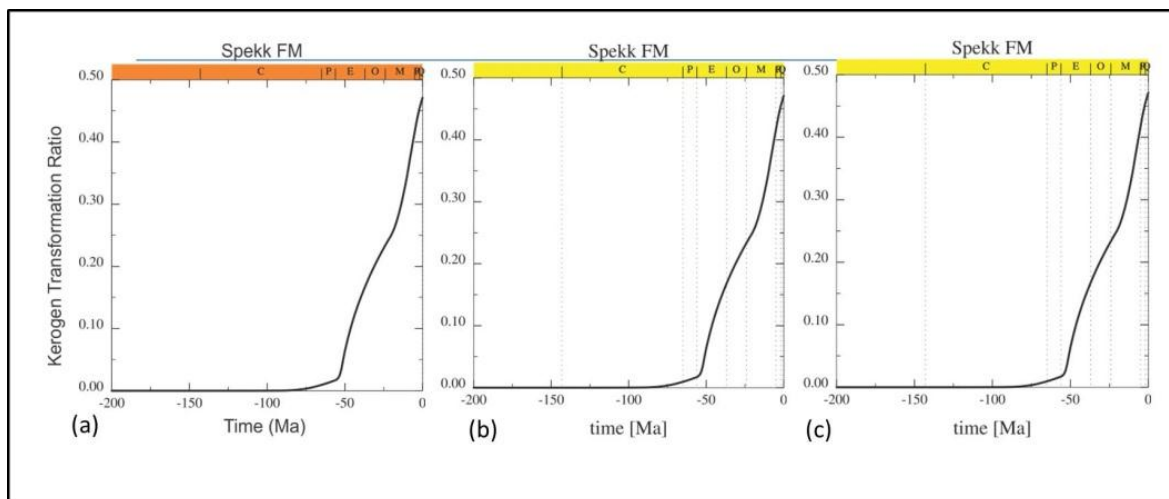 Spekk FM
C P E O M P Q
0.50
0.40
0.30
0.20
0.10
0.00
Kerogen Transformation Ratio
-200 -150 -100 -50 0
(a) Time (Ma)
Spekk FM
C P E O M P Q
0.50
0.40
0.30
0.20
0.10
0.00
-200 -150 -100 -50 0
(b) time [Ma]
Spekk FM
C P E O M P Q
0.50
0.40
0.30
0.20
0.10
0.00
-200 -150 -100 -50 0
(c) time [Ma]